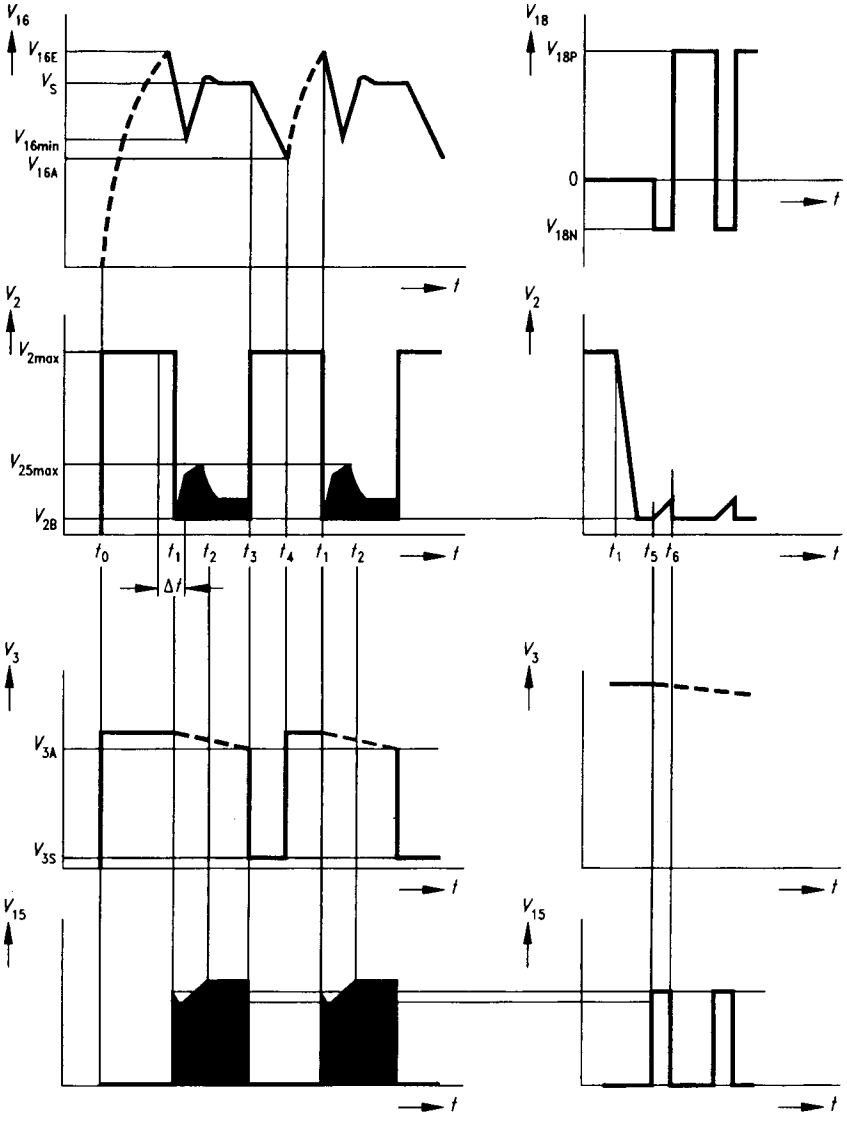 V16
V16E
VS
V16min
V16A
t
V18
V18P
0
V18N
t
V2
V2max
V25max
V2B
t0 t1 t2 t3 t4 t1 t2 t
Δt
V2
t1 t5 t6 t
V3
V3A
V3S
t
V3
t
V15
t
V15
t